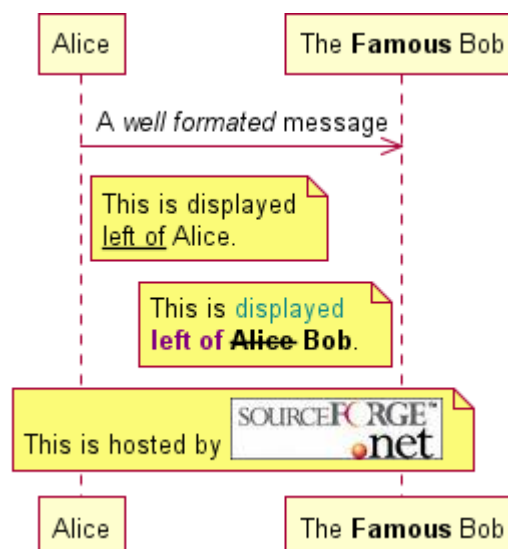 Alice
The Famous Bob
A well formated message
This is displayed
left of Alice.
This is displayed
left of Alice Bob.
This is hosted by SOURCEFORGE™
.net
Alice
The Famous Bob